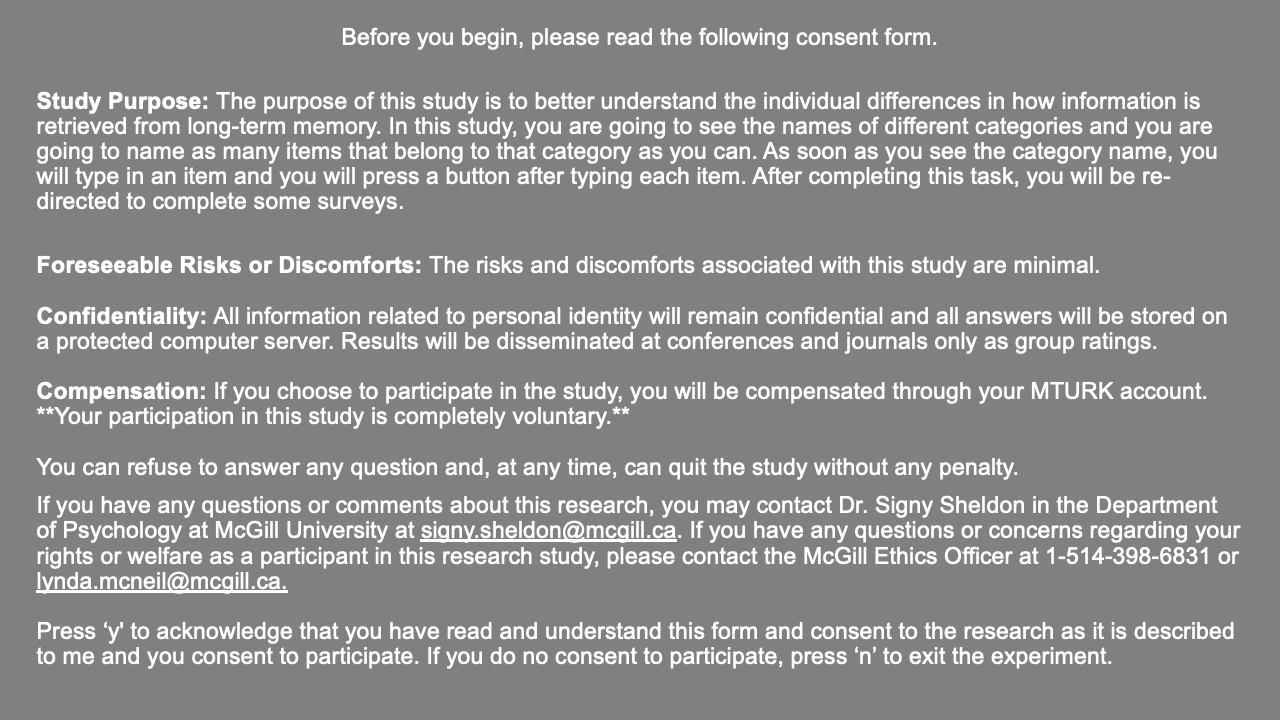 Before you begin, please read the following consent form.
Study Purpose: The purpose of this study is to better understand the individual differences in how information is
retrieved from long-term memory. In this study, you are going to see the names of different categories and you are
going to name as many items that belong to that category as you can. As soon as you see the category name, you
will type in an item and you will press a button after typing each item. After completing this task, you will be re-
directed to complete some surveys.
Foreseeable Risks or Discomforts: The risks and discomforts associated with this study are minimal.
Confidentiality: All information related to personal identity will remain confidential and all answers will be stored on
a protected computer server. Results will be disseminated at conferences and journals only as group ratings.
Compensation: If you choose to participate in the study, you will be compensated through your MTURK account.
**Your participation in this study is completely voluntary.**
You can refuse to answer any question and, at any time, can quit the study without any penalty.
If you have any questions or comments about this research, you may contact Dr. Signy Sheldon in the Department
of Psychology at McGill University at signy.sheldon@mcgill.ca. If you have any questions or concerns regarding your
rights or welfare as a participant in this research study, please contact the McGill Ethics Officer at 1-514-398-6831 or
lynda.mcneil@mcgill.ca.
Press ‘y' to acknowledge that you have read and understand this form and consent to the research as it is described
to me and you consent to participate. If you do no consent to participate, press ‘n’ to exit the experiment.